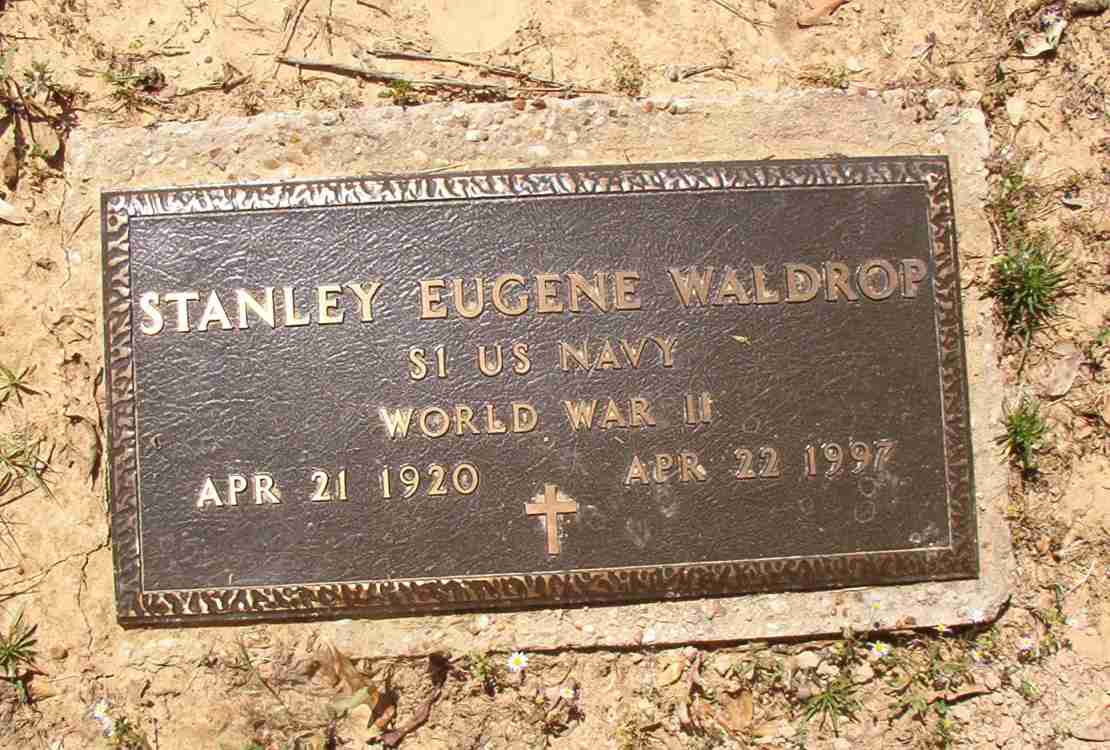 STANLEY EUGENE WALDROP
S1 US NAVY
WORLD WAR II
APR 21 1920 APR 22 1997